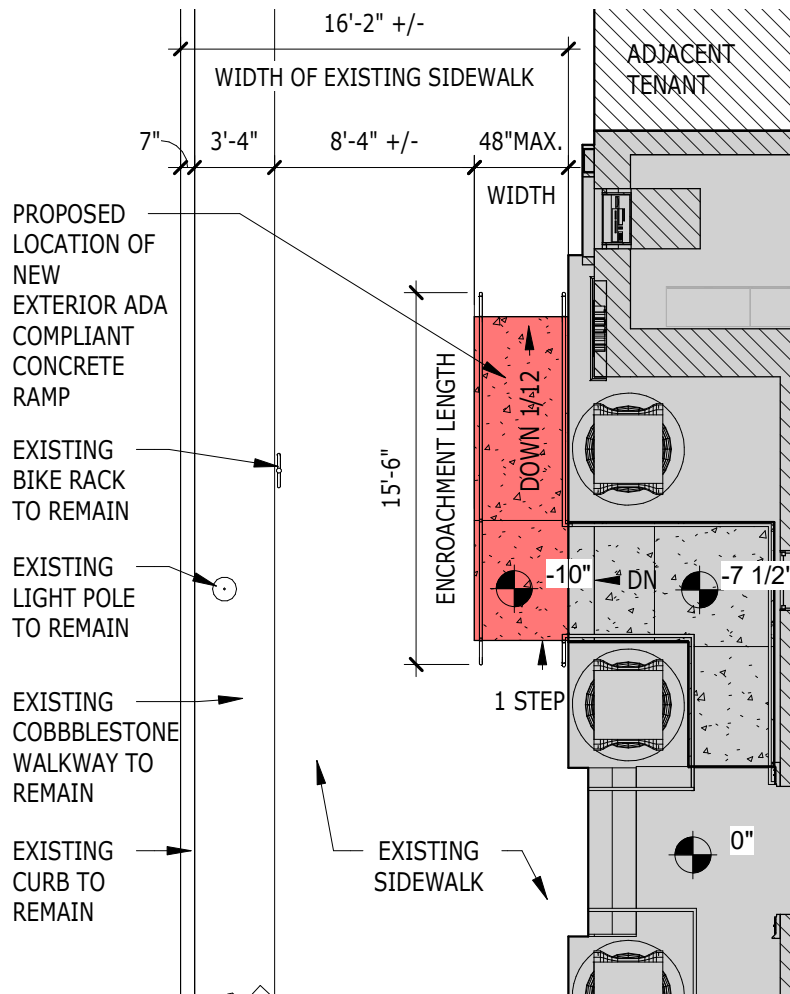 16'-2" +/-
WIDTH OF EXISTING SIDEWALK
ADJACENT
TENANT
7"
3'-4"
8'-4" +/-
48"MAX.
WIDTH
PROPOSED
LOCATION OF
NEW
EXTERIOR ADA
COMPLIANT
CONCRETE
RAMP
ENCROACHMENT LENGTH
15'-6"
DOWN 1/12
EXISTING
BIKE RACK
TO REMAIN
EXISTING
LIGHT POLE
TO REMAIN
-10"
DN
-7 1/2"
1 STEP
EXISTING
COBBBLESTONE
WALKWAY TO
REMAIN
EXISTING
CURB TO
REMAIN
EXISTING
SIDEWALK
0"